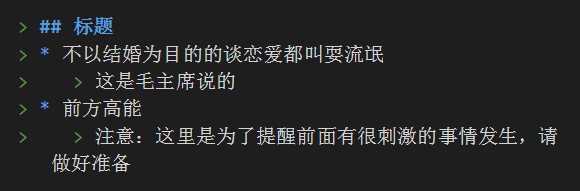 > ## 标题
> * 不以结婚为目的的谈恋爱都叫耍流氓
>    > 这是毛主席说的
> * 前方高能
>    > 注意：这里是为了提醒前面有很刺激的事情发生，请
做好准备